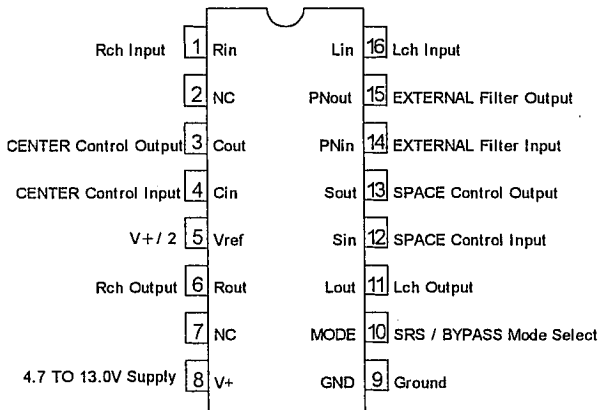 Rch Input 1 Rin Lin 16 Lch Input
2 NC PNout 15 EXTERNAL Filter Output
CENTER Control Output 3 Cout PNin 14 EXTERNAL Filter Input
CENTER Control Input 4 Cin Sout 13 SPACE Control Output
V+/ 2 5 Vref Sin 12 SPACE Control Input
Rch Output 6 Rout Lout 11 Lch Output
7 NC MODE 10 SRS / BYPASS Mode Select
4.7 TO 13.0V Supply 8 V+ GND 9 Ground